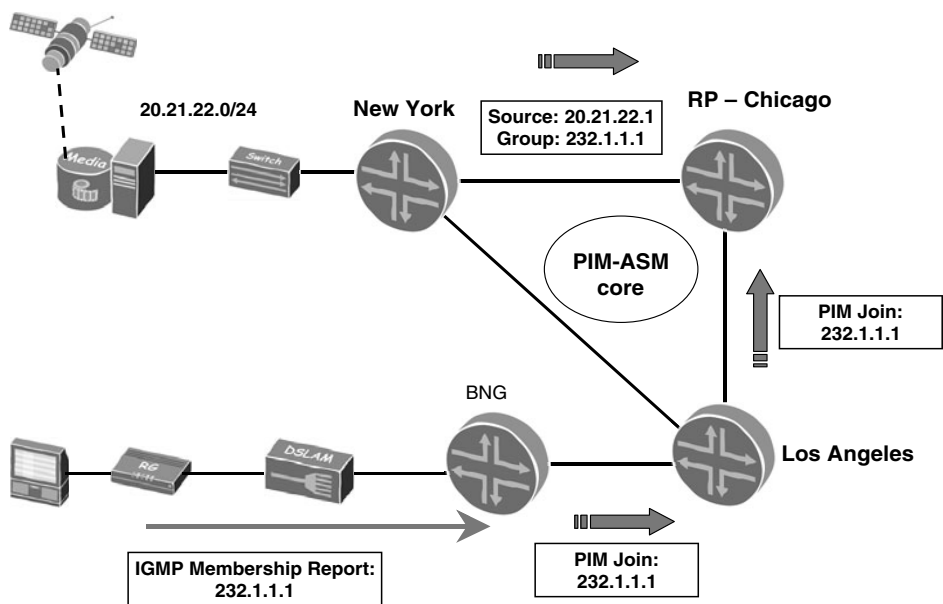 20.21.22.0/24
New York
Source: 20.21.22.1
Group: 232.1.1.1
RP – Chicago
Media
Switch
PIM-ASM
core
PIM Join:
232.1.1.1
BNG
RG
DSLAM
Los Angeles
IGMP Membership Report:
232.1.1.1
PIM Join:
232.1.1.1